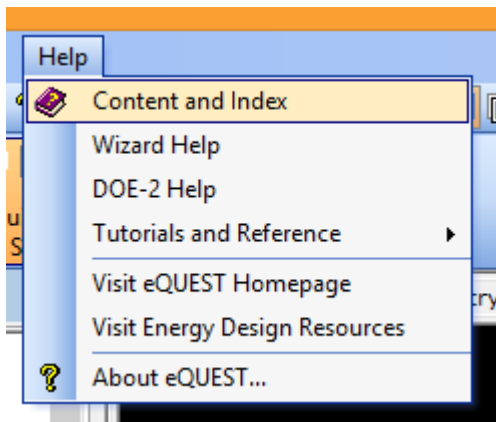 Help
Content and Index
Wizard Help
DOE-2 Help
Tutorials and Reference
Visit eQUEST Homepage
Visit Energy Design Resources
About eQUEST...